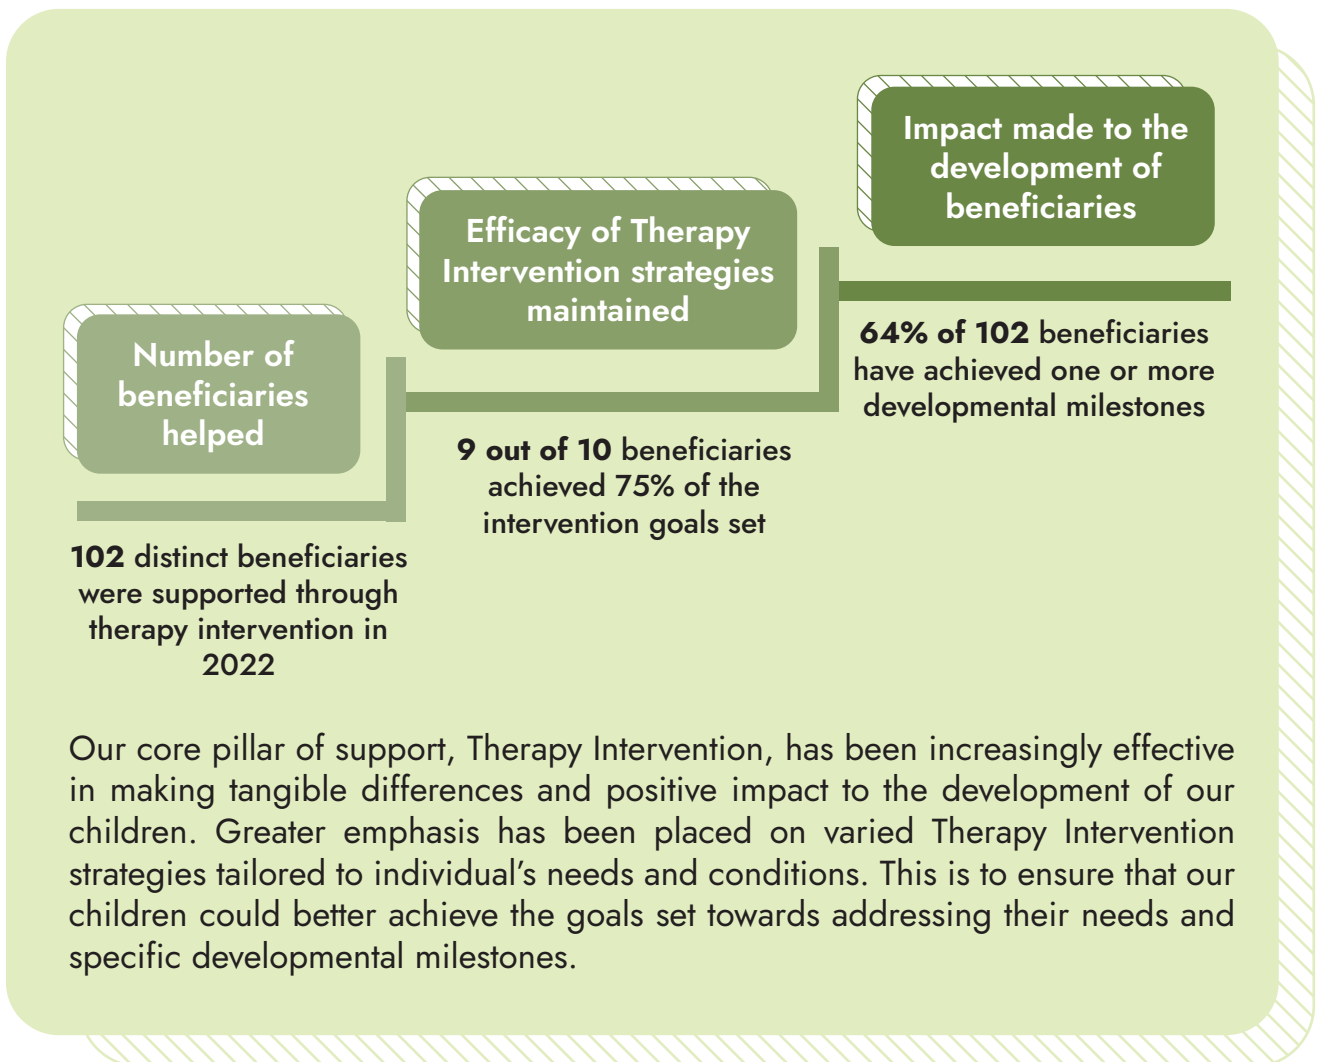 Number of
beneficiaries
helped
102 distinct beneficiaries
were supported through
therapy intervention in
2022
Efficacy of Therapy
Intervention strategies
maintained
9 out of 10 beneficiaries
achieved 75% of the
intervention goals set
Impact made to the
development of
beneficiaries
64% of 102 beneficiaries
have achieved one or more
developmental milestones
Our core pillar of support, Therapy Intervention, has been increasingly effective
in making tangible differences and positive impact to the development of our
children. Greater emphasis has been placed on varied Therapy Intervention
strategies tailored to individual’s needs and conditions. This is to ensure that our
children could better achieve the goals set towards addressing their needs and
specific developmental milestones.